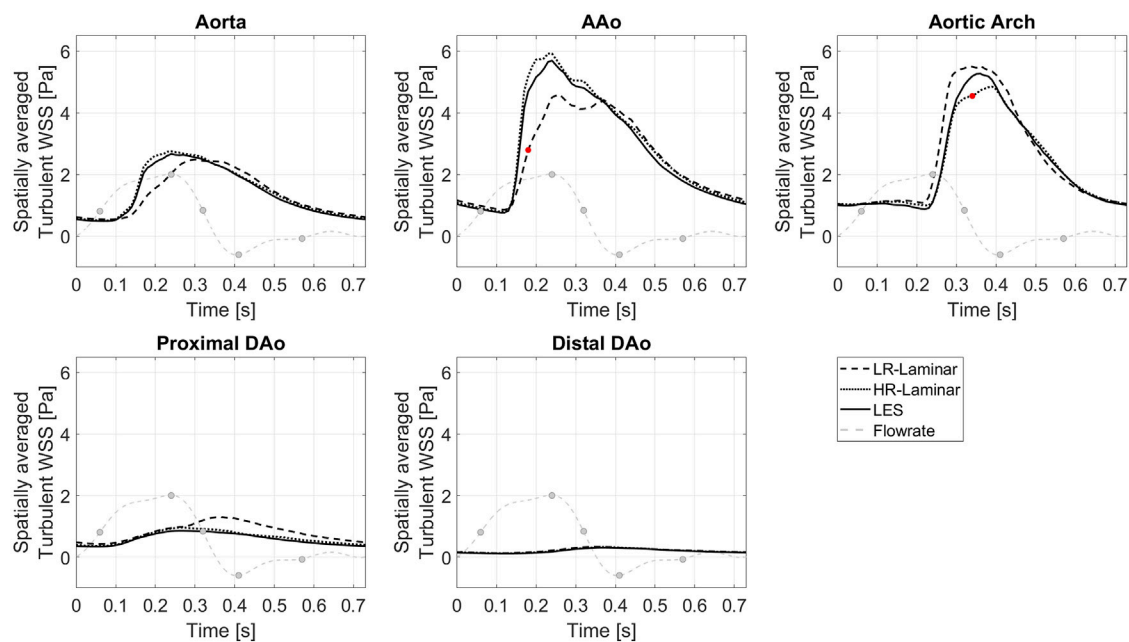 Aorta
Spatially averaged
Turbulent WSS [Pa]
6
4
2
0
0 0.1 0.2 0.3 0.4 0.5 0.6 0.7
Time [s]
AAo
Spatially averaged
Turbulent WSS [Pa]
6
4
2
0
0 0.1 0.2 0.3 0.4 0.5 0.6 0.7
Time [s]
Aortic Arch
Spatially averaged
Turbulent WSS [Pa]
6
4
2
0
0 0.1 0.2 0.3 0.4 0.5 0.6 0.7
Time [s]
Proximal DAo
Spatially averaged
Turbulent WSS [Pa]
6
4
2
0
0 0.1 0.2 0.3 0.4 0.5 0.6 0.7
Time [s]
Distal DAo
Spatially averaged
Turbulent WSS [Pa]
6
4
2
0
0 0.1 0.2 0.3 0.4 0.5 0.6 0.7
Time [s]
LR-Laminar
HR-Laminar
LES
Flowrate